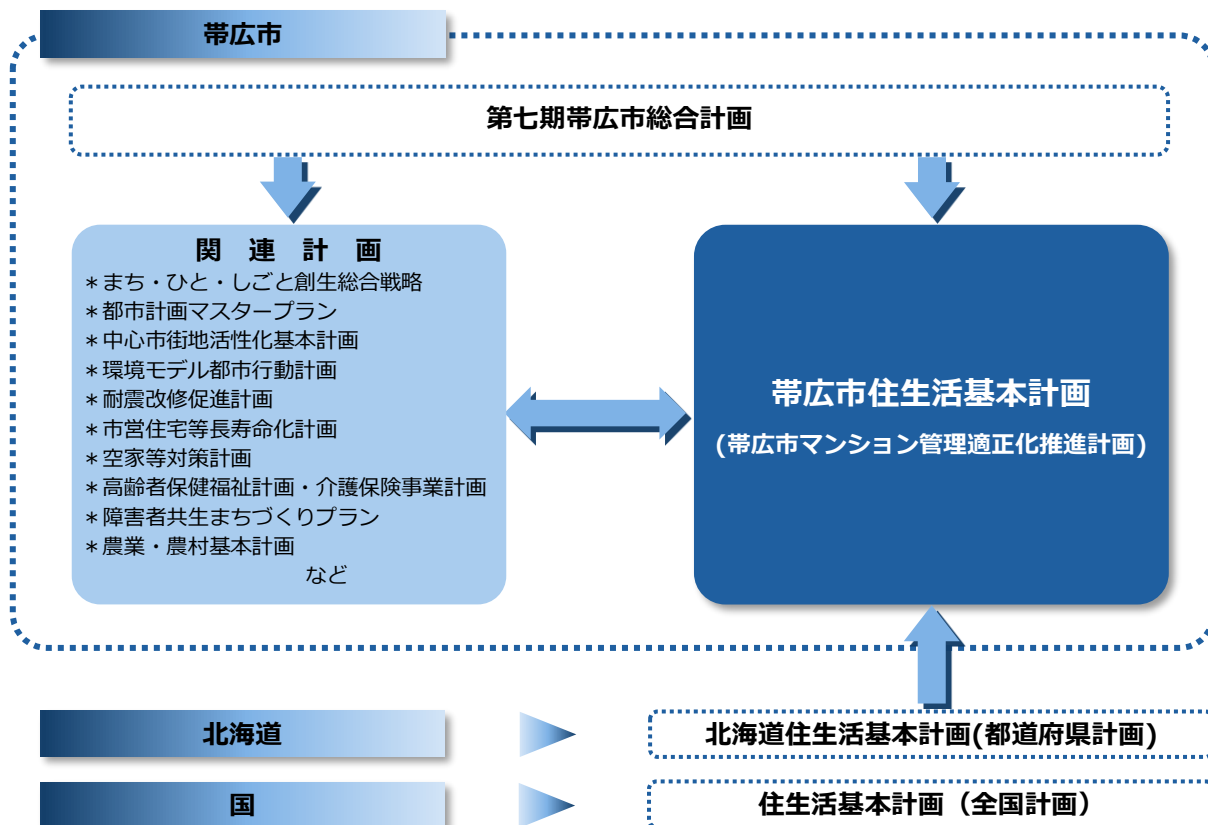 帯広市
第七期帯広市総合計画
関　連　計　画
＊まち・ひと・しごと創生総合戦略
＊都市計画マスタープラン
＊中心市街地活性化基本計画
＊環境モデル都市行動計画
＊耐震改修促進計画
＊市営住宅等長寿命化計画
＊空家等対策計画
＊高齢者保健福祉計画・介護保険事業計画
＊障害者共生まちづくりプラン
＊農業・農村基本計画
など
帯広市住生活基本計画
(帯広市マンション管理適正化推進計画)
北海道
北海道住生活基本計画(都道府県計画)
国
住生活基本計画（全国計画）